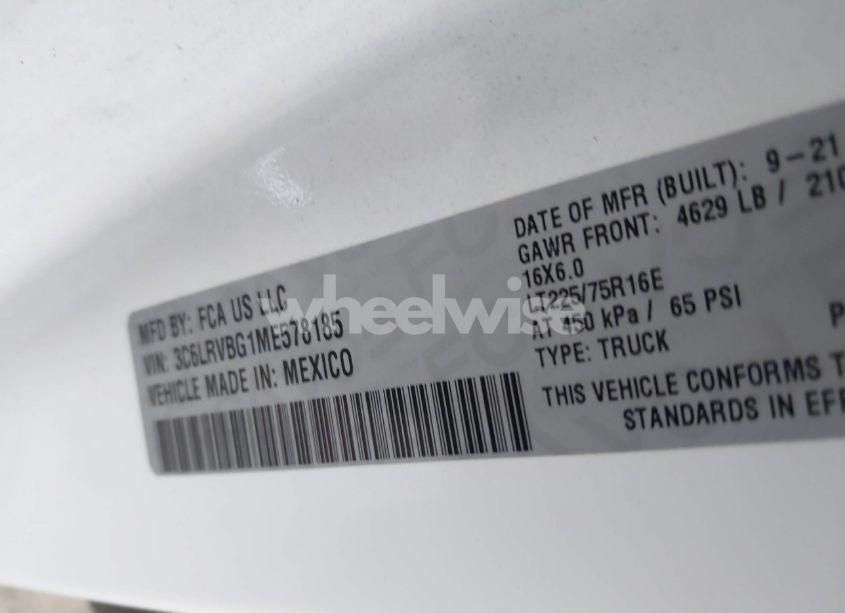 MFD BY: FCA US LLC
VIN: 3C6LRVBG1ME578185
VEHICLE MADE IN: MEXICO
DATE OF MFR (BUILT): 9-21
GAWR FRONT: 4629 LB / 210
16X6.0
LT225/75R16E
AT 450 kPa / 65 PSI
TYPE: TRUCK
THIS VEHICLE CONFORMS T
STANDARDS IN EFF
wheelwise